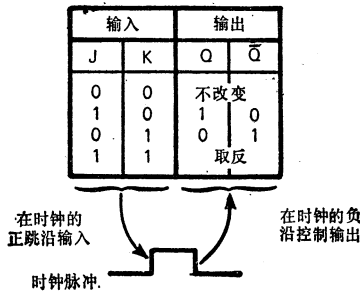 输入 输出
J K Q Q̅
0 0 不改变
1 0 1 0
0 1 0 1
1 1 取反
在时钟的
正跳沿输入
在时钟的负
沿控制输出
时钟脉冲.